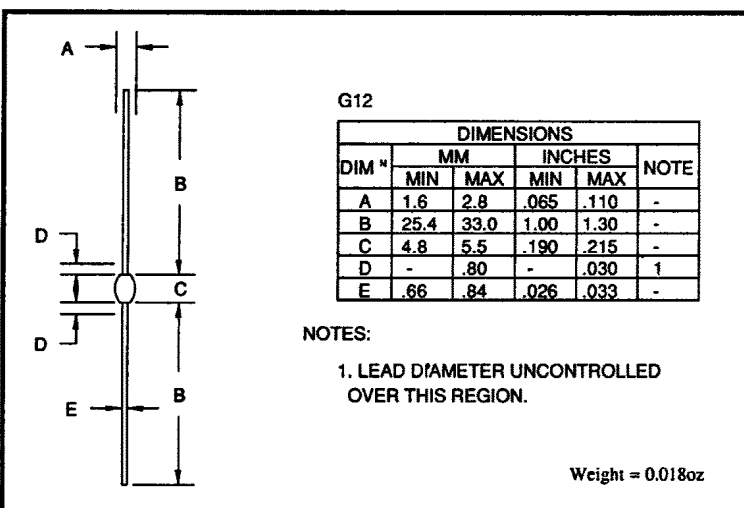 A
G12
DIMENSIONS
DIM " MM INCHES NOTE
MIN MAX MIN MAX
A 1.6 2.8 .065 .110 -
B 25.4 33.0 1.00 1.30 -
C 4.8 5.5 .190 .215 -
D - .80 - .030 1
E .66 .84 .026 .033 -
B
D
C
D
E
B
NOTES:
1. LEAD DIAMETER UNCONTROLLED
OVER THIS REGION.
Weight = 0.018oz